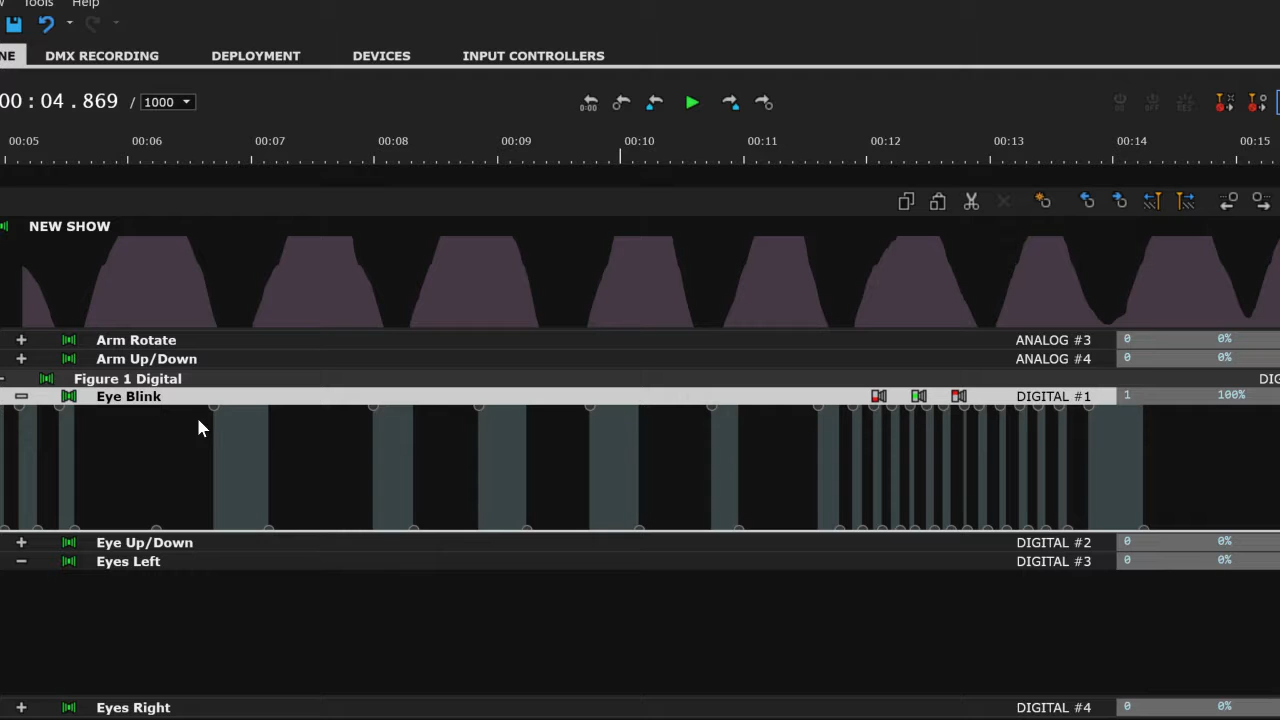 Tools Help
NE DMX RECORDING DEPLOYMENT DEVICES INPUT CONTROLLERS
00 : 04 . 869 / 1000
0:00
00:05 00:06 00:07 00:08 00:09 00:10 00:11 00:12 00:13 00:14 00:15
NEW SHOW
Arm Rotate ANALOG #3 0 0%
Arm Up/Down ANALOG #4 0 0%
Figure 1 Digital DIG
Eye Blink DIGITAL #1 1 100%
Eye Up/Down DIGITAL #2 0 0%
Eyes Left DIGITAL #3 0 0%
Eyes Right DIGITAL #4 0 0%